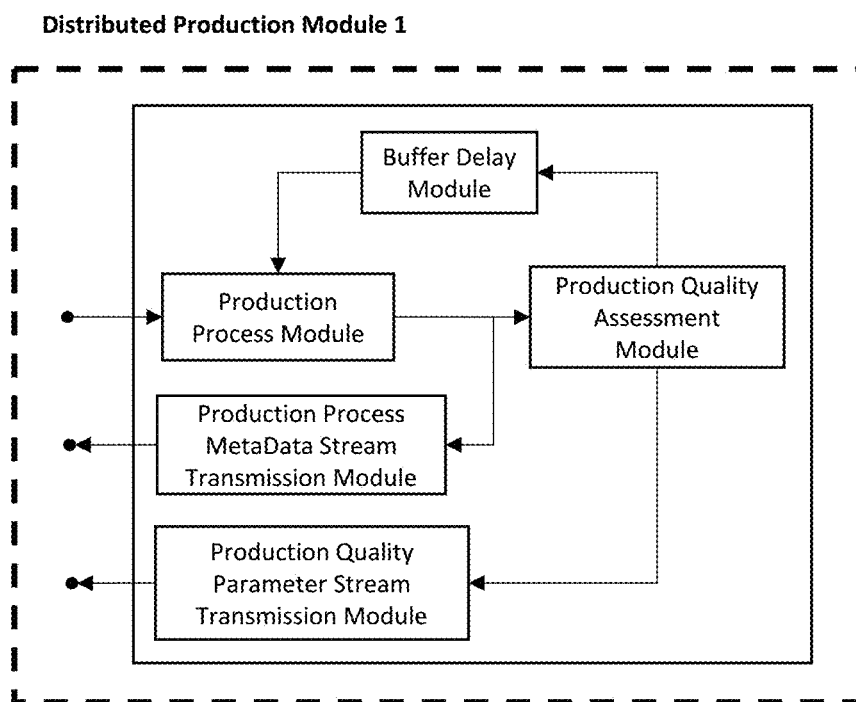 Distributed Production Module 1
Buffer Delay
Module
Production
Process Module
Production Quality
Assessment
Module
Production Process
MetaData Stream
Transmission Module
Production Quality
Parameter Stream
Transmission Module